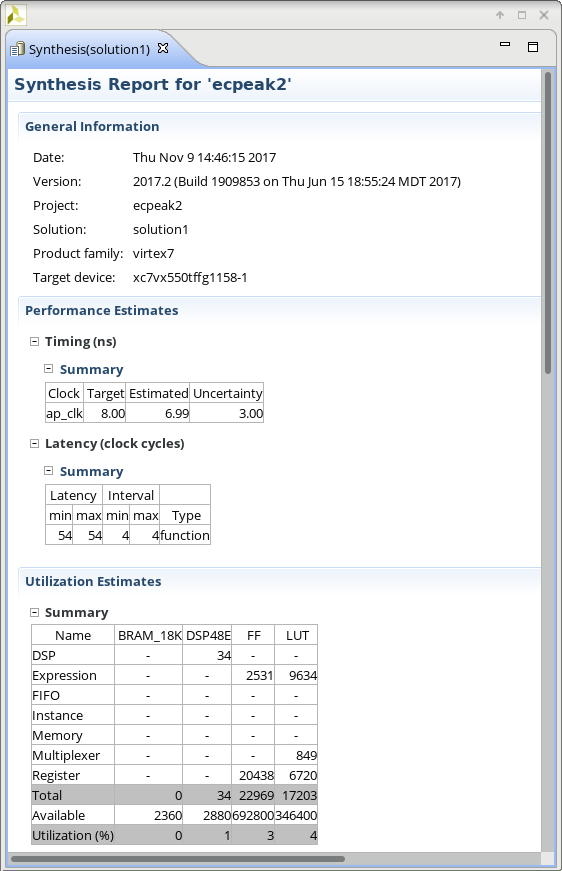 Synthesis(solution1)
Synthesis Report for 'ecpeak2'
General Information
Date: Thu Nov 9 14:46:15 2017
Version: 2017.2 (Build 1909853 on Thu Jun 15 18:55:24 MDT 2017)
Project: ecpeak2
Solution: solution1
Product family: virtex7
Target device: xc7vx550tffg1158-1
Performance Estimates
Timing (ns)
Summary
Clock Target Estimated Uncertainty
ap_clk 8.00 6.99 3.00
Latency (clock cycles)
Summary
Latency Interval
min max min max Type
54 54 4 4 function
Utilization Estimates
Summary
Name BRAM_18K DSP48E FF LUT
DSP - 34 - -
Expression - - 2531 9634
FIFO - - - -
Instance - - - -
Memory - - - -
Multiplexer - - - 849
Register - - 20438 6720
Total 0 34 22969 17203
Available 2360 2880 692800 346400
Utilization (%) 0 1 3 4